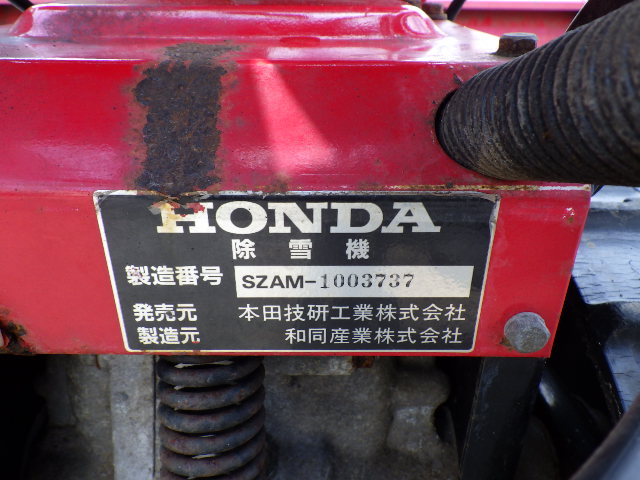 HONDA
除雪機
製造番号 SZAM-1003737
発売元 本田技研工業株式会社
製造元 和同産業株式会社